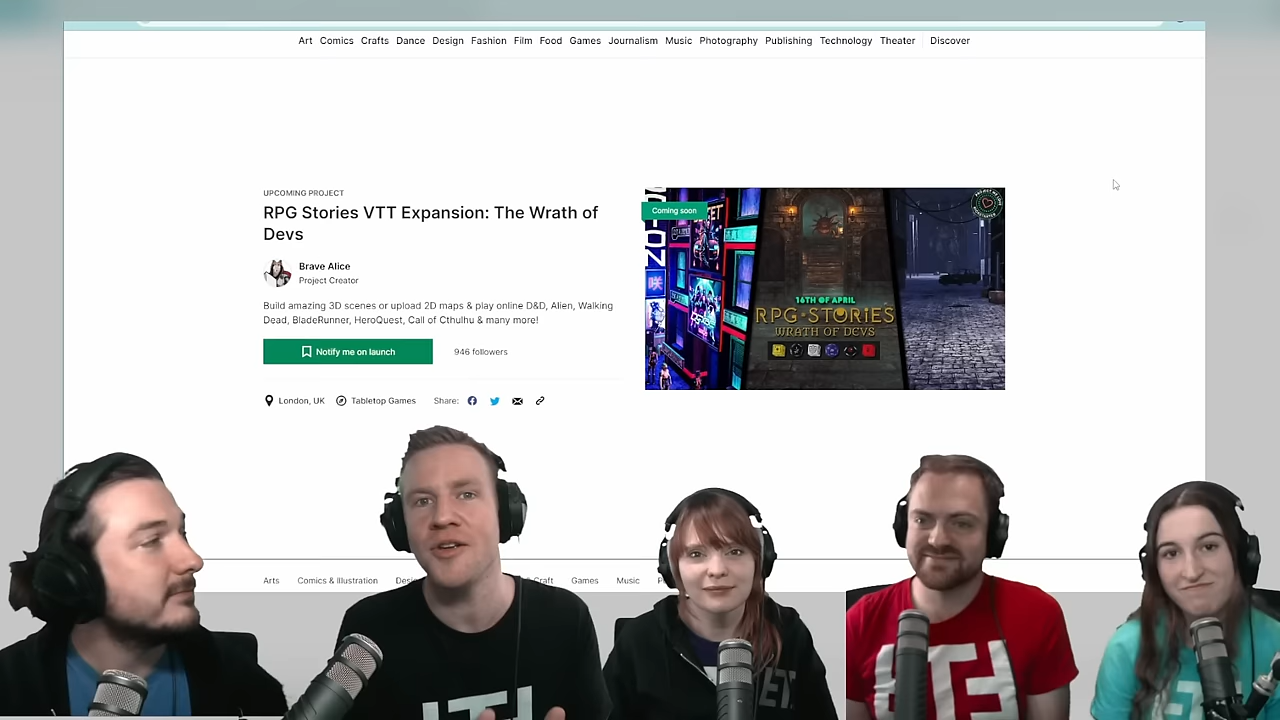 Art Comics Crafts Dance Design Fashion Film Food Games Journalism Music Photography Publishing Technology Theater Discover
UPCOMING PROJECT
RPG Stories VTT Expansion: The Wrath of
Devs
Brave Alice
Project Creator
Build amazing 3D scenes or upload 2D maps & play online D&D, Alien, Walking
Dead, BladeRunner, HeroQuest, Call of Cthulhu & many more!
Notify me on launch
946 followers
London, UK
Tabletop Games
Share:
Coming soon
16TH OF APRIL
RPG STORIES
WRATH OF DEVS
Arts Comics & Illustration Craft Games Music